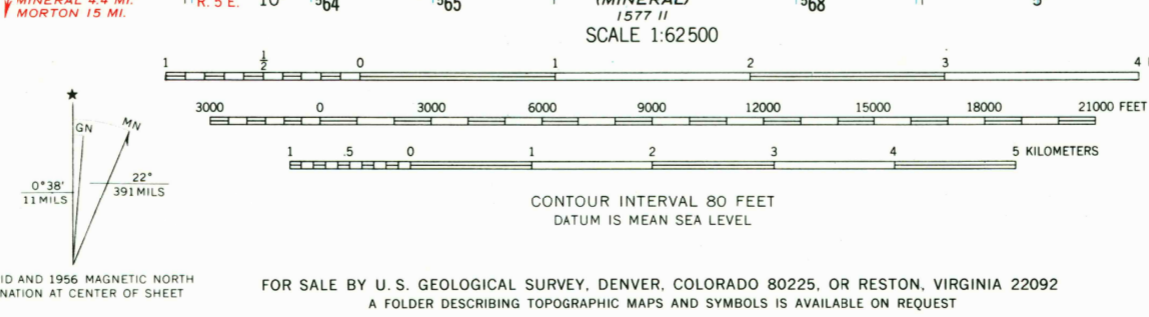 MINERAL 4.4 MI.
MORTON 15 MI.
R. 5 E. 10 564 565 (MINERAL) 568
1577 II
SCALE 1:62500
1 ½ 0 1 2 3 4
3000 0 3000 6000 9000 12000 15000 18000 21000 FEET
1 .5 0 1 2 3 4 5 KILOMETERS
★
GN
MN
0°38'
11 MILS
22°
391 MILS
CONTOUR INTERVAL 80 FEET
DATUM IS MEAN SEA LEVEL
ID AND 1956 MAGNETIC NORTH
NATION AT CENTER OF SHEET
FOR SALE BY U. S. GEOLOGICAL SURVEY, DENVER, COLORADO 80225, OR RESTON, VIRGINIA 22092
A FOLDER DESCRIBING TOPOGRAPHIC MAPS AND SYMBOLS IS AVAILABLE ON REQUEST